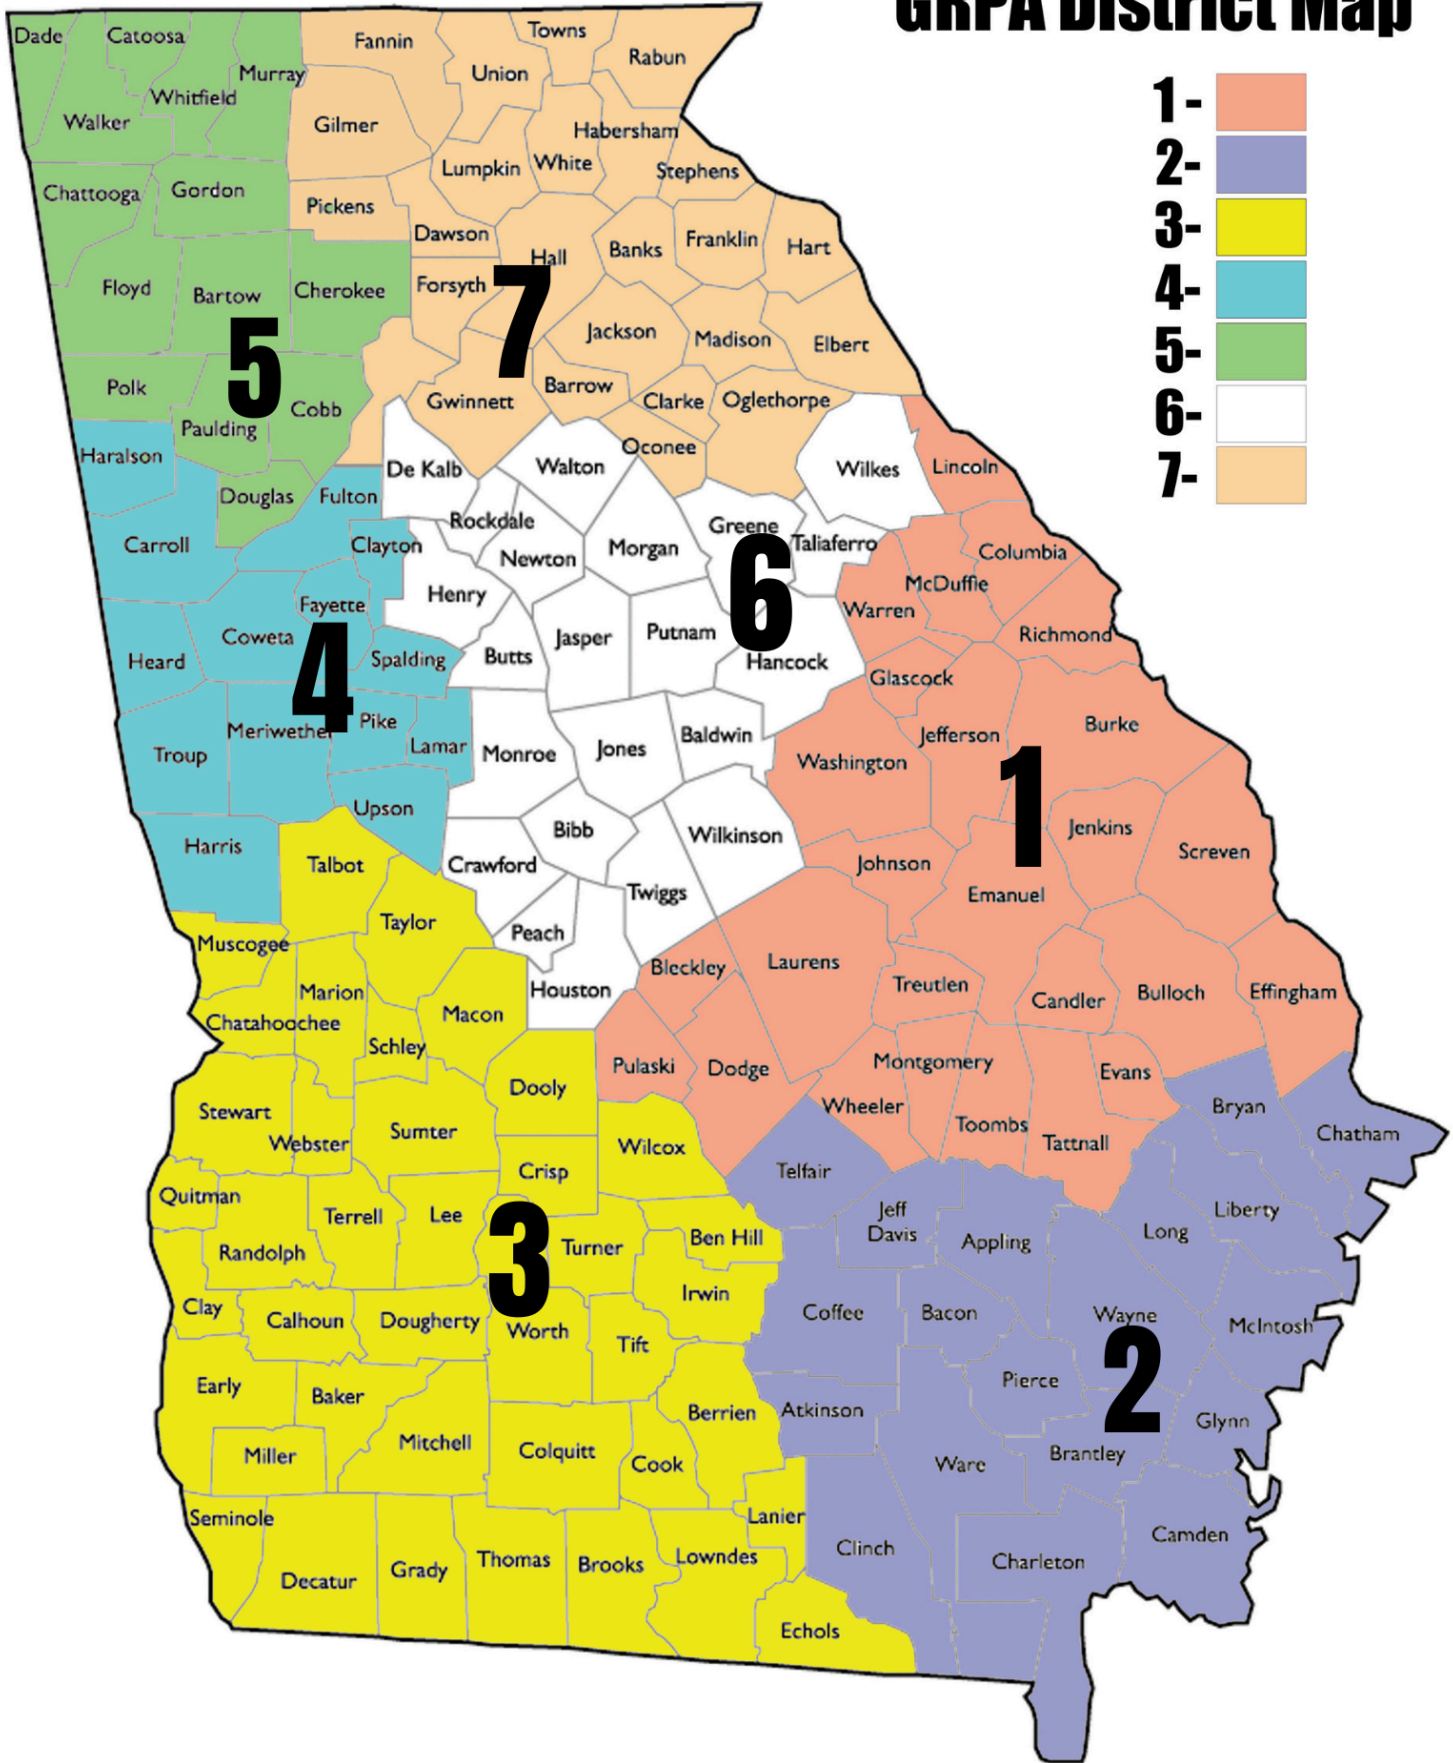 GRPA District Map
1-
2-
3-
4-
5-
6-
7-
Dade
Catoosa
Fannin
Towns
Rabun
Union
Murray
Whitfield
Walker
Gilmer
Habersham
White
Lumpkin
Stephens
Chattooga
Gordon
Pickens
Dawson
Hall
Banks
Franklin
Hart
Floyd
Bartow
Cherokee
Forsyth
7
Jackson
Madison
Elbert
5
Polk
Cobb
Paulding
Gwinnett
Barrow
Clarke
Oglethorpe
Oconee
Haralson
De Kalb
Walton
Wilkes
Lincoln
Douglas
Fulton
Rockdale
Greene
Carroll
Clayton
Newton
Morgan
Taliaferro
Columbia
6
McDuffie
Henry
Fayette
Warren
Coweta
Jasper
Putnam
Richmond
Heard
Spalding
Butts
Hancock
4
Glascock
Meriwether
Pike
Lamar
Troup
Monroe
Jones
Baldwin
Jefferson
Burke
Washington
1
Upson
Harris
Talbot
Bibb
Wilkinson
Crawford
Jenkins
Johnson
Screven
Twiggs
Emanuel
Taylor
Peach
Muscogee
Marion
Houston
Bleckley
Laurens
Treutlen
Candler
Bulloch
Effingham
Macon
Chatahoochee
Schley
Pulaski
Dodge
Montgomery
Evans
Dooly
Stewart
Webster
Sumter
Wilcox
Wheeler
Toombs
Tattnall
Bryan
Chatham
Crisp
Telfair
Quitman
Terrell
Lee
3
Turner
Ben Hill
Jeff
Davis
Appling
Long
Liberty
Randolph
Irwin
Clay
Calhoun
Dougherty
Worth
Tift
Coffee
Bacon
Wayne
McIntosh
2
Early
Baker
Pierce
Berrien
Atkinson
Glynn
Miller
Mitchell
Colquitt
Cook
Ware
Brantley
Seminole
Lanier
Clinch
Charleton
Camden
Decatur
Grady
Thomas
Brooks
Lowndes
Echols